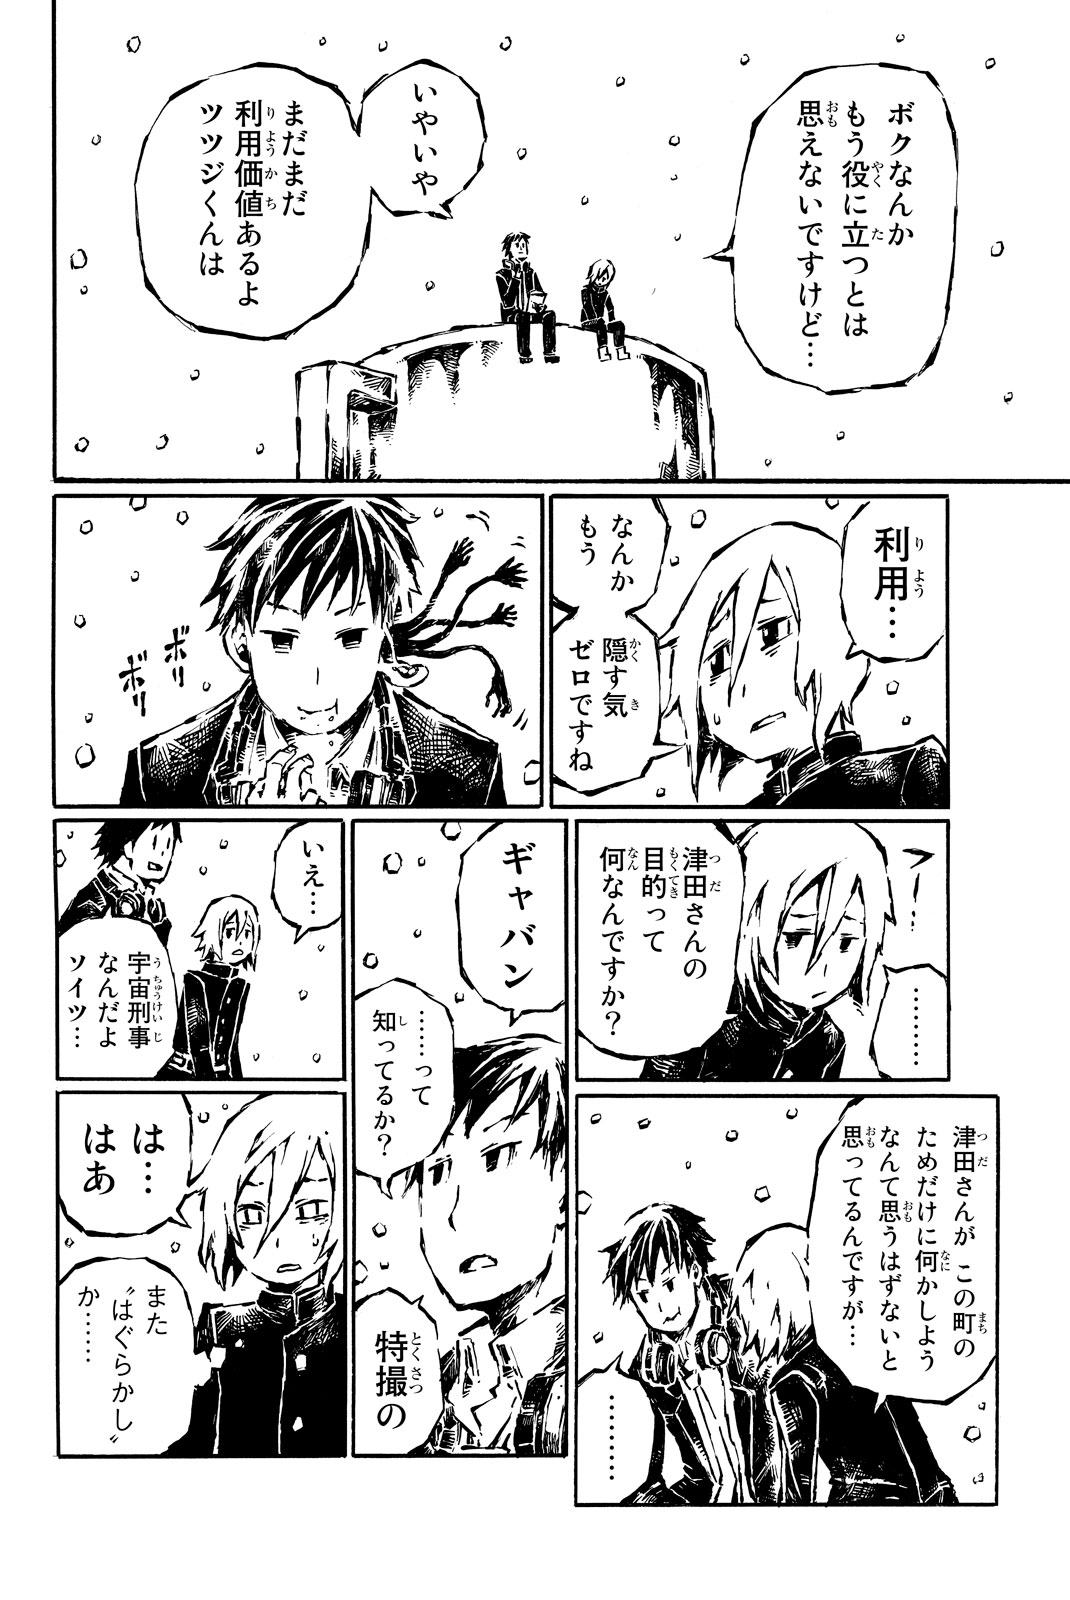 ボクなんか
もう役に立つとは
思えないですけど…
いやいや
まだまだ
利用価値あるよ
ツツジくんは
利用…
なんか
もう
隠す気
ゼロですね
ボリ
ボリ
………
津田さんの
目的って
何なんですか？
津田さんが この町の
ためだけに何かしよう
なんて思うはずないと
思ってるんですが…
………
ギャバン
……って
知ってるか？
特撮の
いえ…
宇宙刑事
なんだよ
ソイツ…
は…
はあ
また
〝はぐらかし〟
か……